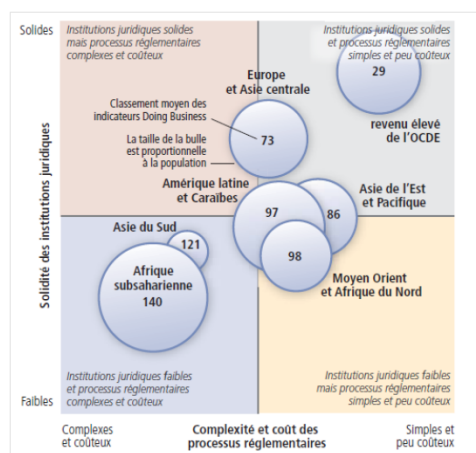 Solides
Institutions juridiques solides
mais processus réglementaires
complexes et coûteux
Institutions juridiques solides
et processus réglementaires
simples et peu coûteux
29
revenu élevé
de l'OCDE
Europe
et Asie centrale
Classement moyen des
indicateurs Doing Business
73
La taille de la bulle
est proportionnelle
à la population
Amérique latine
et Caraïbes
97
Asie de l'Est
et Pacifique
86
Asie du Sud
121
98
Moyen Orient
et Afrique du Nord
Afrique
subsaharienne
140
Solidité des institutions juridiques
Institutions juridiques faibles
et processus réglementaires
complexes et coûteux
Institutions juridiques faibles
mais processus réglementaires
simples et peu coûteux
Faibles
Complexes
et coûteux
Complexité et coût des
processus réglementaires
Simples et
peu coûteux